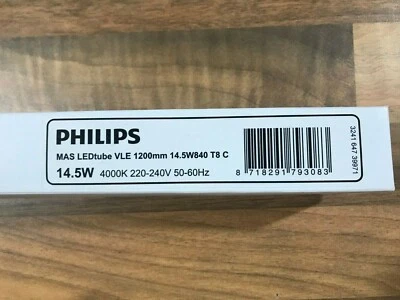 PHILIPS
MAS LEDtube VLE 1200mm 14.5W840 T8 C
14.5W 4000K 220-240V 50-60Hz
8 718291 793083
3241 647 39971